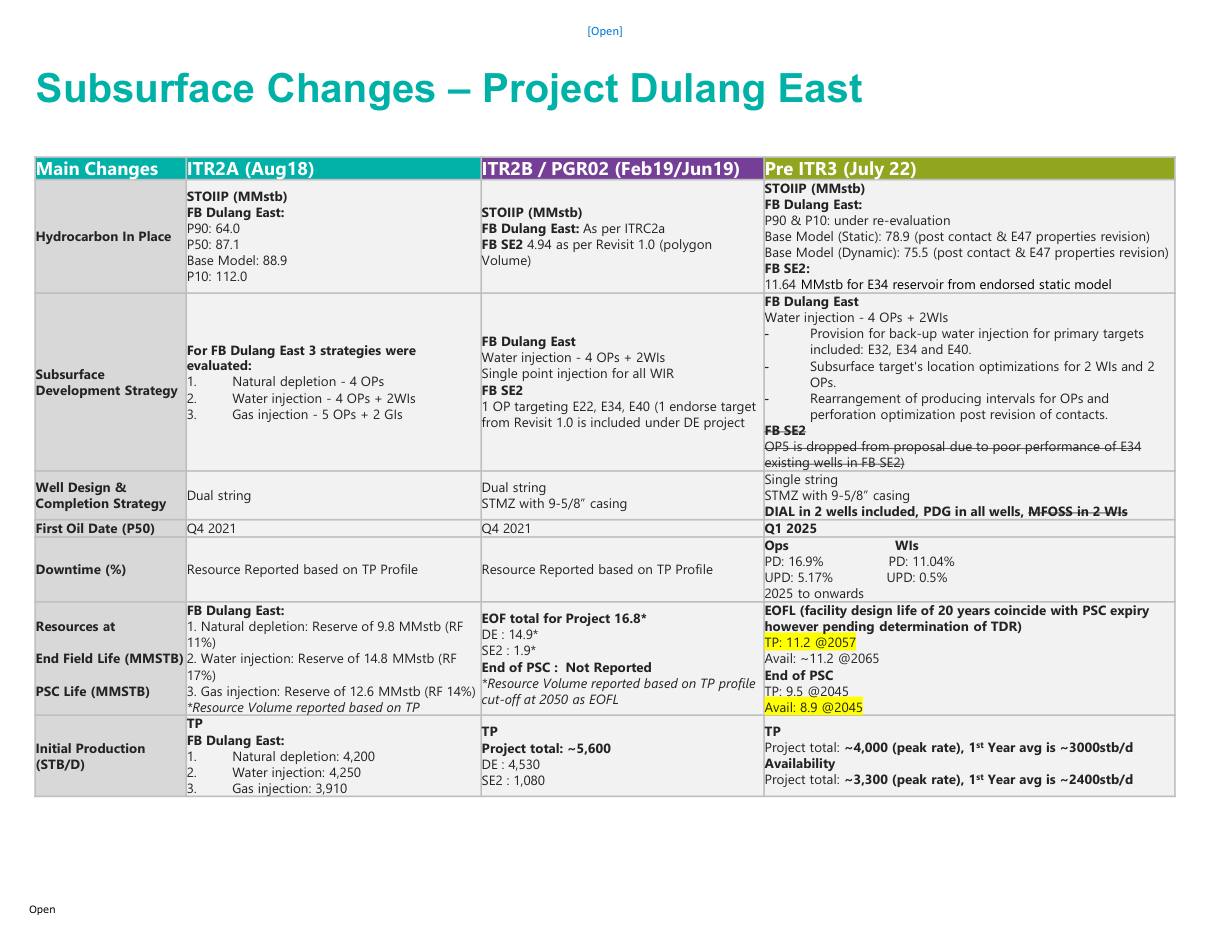 [Open]
Subsurface Changes – Project Dulang East
Main Changes
ITR2A (Aug18)
ITR2B / PGR02 (Feb19/Jun19)
Pre ITR3 (July 22)
Hydrocarbon In Place
STOIIP (MMstb)
FB Dulang East:
P90: 64.0
P50: 87.1
Base Model: 88.9
P10: 112.0
STOIIP (MMstb)
FB Dulang East: As per ITRC2a
FB SE2 4.94 as per Revisit 1.0 (polygon
Volume)
STOIIP (MMstb)
FB Dulang East:
P90 & P10: under re-evaluation
Base Model (Static): 78.9 (post contact & E47 properties revision)
Base Model (Dynamic): 75.5 (post contact & E47 properties revision)
FB SE2:
11.64 MMstb for E34 reservoir from endorsed static model
Subsurface
Development Strategy
For FB Dulang East 3 strategies were
evaluated:
1. Natural depletion - 4 OPs
2. Water injection - 4 OPs + 2WIs
3. Gas injection - 5 OPs + 2 GIs
FB Dulang East
Water injection - 4 OPs + 2WIs
Single point injection for all WIR
FB SE2
1 OP targeting E22, E34, E40 (1 endorse target
from Revisit 1.0 is included under DE project
FB Dulang East
Water injection - 4 OPs + 2WIs
- Provision for back-up water injection for primary targets
included: E32, E34 and E40.
- Subsurface target's location optimizations for 2 WIs and 2
OPs.
- Rearrangement of producing intervals for OPs and
perforation optimization post revision of contacts.
FB SE2
OP5 is dropped from proposal due to poor performance of E34
existing wells in FB SE2)
Well Design &
Completion Strategy
Dual string
Dual string
STMZ with 9-5/8” casing
Single string
STMZ with 9-5/8” casing
DIAL in 2 wells included, PDG in all wells, MFOSS in 2 WIs
First Oil Date (P50)
Q4 2021
Q4 2021
Q1 2025
Downtime (%)
Resource Reported based on TP Profile
Resource Reported based on TP Profile
Ops WIs
PD: 16.9% PD: 11.04%
UPD: 5.17% UPD: 0.5%
2025 to onwards
Resources at
End Field Life (MMSTB)
PSC Life (MMSTB)
FB Dulang East:
1. Natural depletion: Reserve of 9.8 MMstb (RF
11%)
2. Water injection: Reserve of 14.8 MMstb (RF
17%)
3. Gas injection: Reserve of 12.6 MMstb (RF 14%)
*Resource Volume reported based on TP
EOF total for Project 16.8*
DE : 14.9*
SE2 : 1.9*
End of PSC : Not Reported
*Resource Volume reported based on TP profile
cut-off at 2050 as EOFL
EOFL (facility design life of 20 years coincide with PSC expiry
however pending determination of TDR)
TP: 11.2 @2057
Avail: ~11.2 @2065
End of PSC
TP: 9.5 @2045
Avail: 8.9 @2045
Initial Production
(STB/D)
TP
FB Dulang East:
1. Natural depletion: 4,200
2. Water injection: 4,250
3. Gas injection: 3,910
TP
Project total: ~5,600
DE : 4,530
SE2 : 1,080
TP
Project total: ~4,000 (peak rate), 1st Year avg is ~3000stb/d
Availability
Project total: ~3,300 (peak rate), 1st Year avg is ~2400stb/d
Open